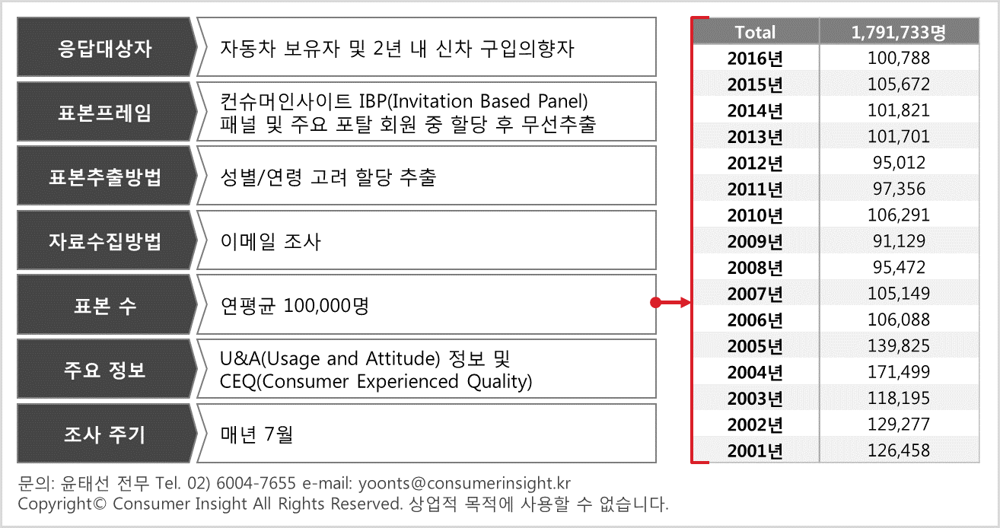 응답대상자
자동차 보유자 및 2년 내 신차 구입의향자
표본프레임
컨슈머인사이트 IBP(Invitation Based Panel)
패널 및 주요 포탈 회원 중 할당 후 무선추출
표본추출방법
성별/연령 고려 할당 추출
자료수집방법
이메일 조사
표본 수
연평균 100,000명
주요 정보
U&A(Usage and Attitude) 정보 및
CEQ(Consumer Experienced Quality)
조사 주기
매년 7월
Total 1,791,733명
2016년 100,788
2015년 105,672
2014년 101,821
2013년 101,701
2012년 95,012
2011년 97,356
2010년 106,291
2009년 91,129
2008년 95,472
2007년 105,149
2006년 106,088
2005년 139,825
2004년 171,499
2003년 118,195
2002년 129,277
2001년 126,458
문의: 윤태선 전무 Tel. 02) 6004-7655 e-mail: yoonts@consumerinsight.kr
Copyright© Consumer Insight All Rights Reserved. 상업적 목적에 사용할 수 없습니다.